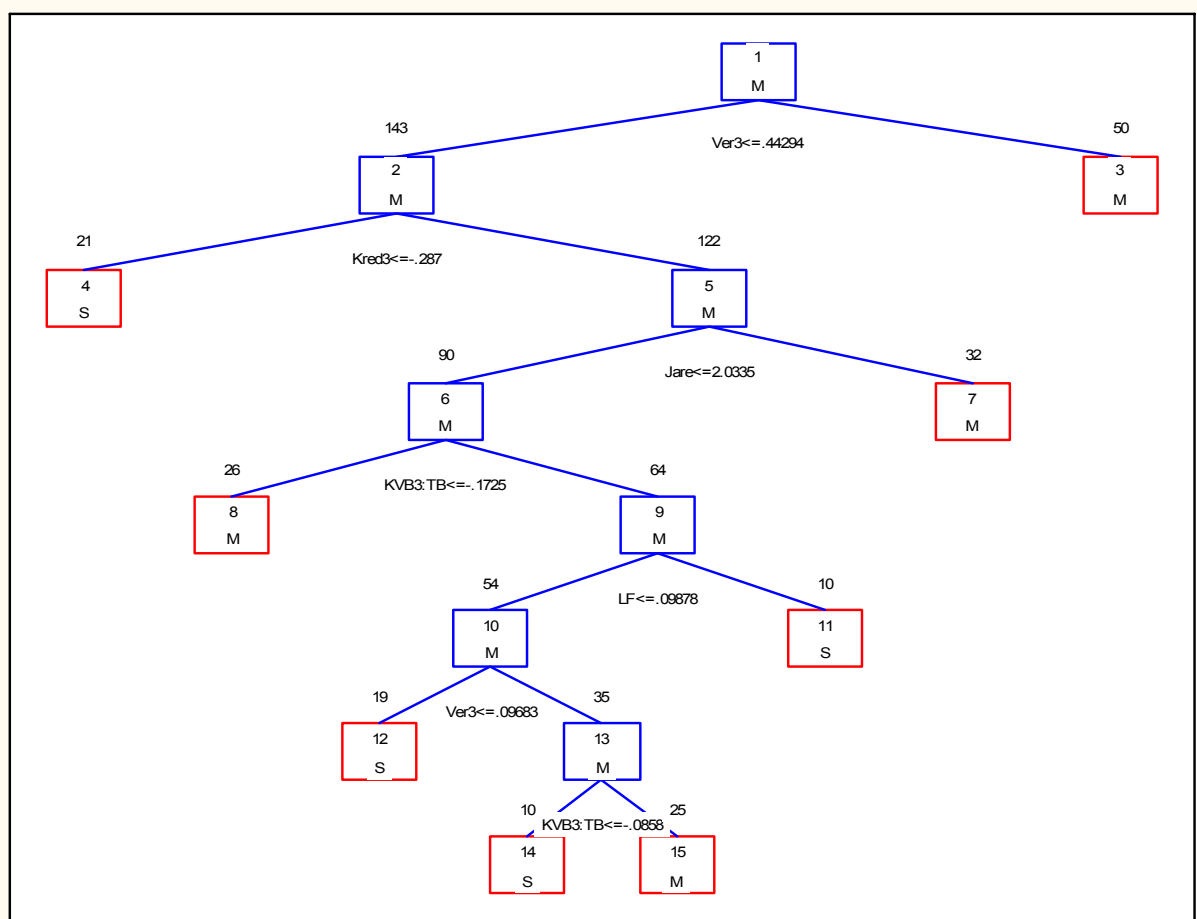 1
M
143
Ver3<=.44294
50
2
M
3
M
21
Kred3<=-.287
122
4
S
5
M
90
Jare<=2.0335
32
6
M
7
M
26
KVB3:TB<=-.1725
64
8
M
9
M
54
LF<=.09878
10
10
M
11
S
19
Ver3<=.09683
35
12
S
13
M
10
KVB3:TB<=-.0858
25
14
S
15
M